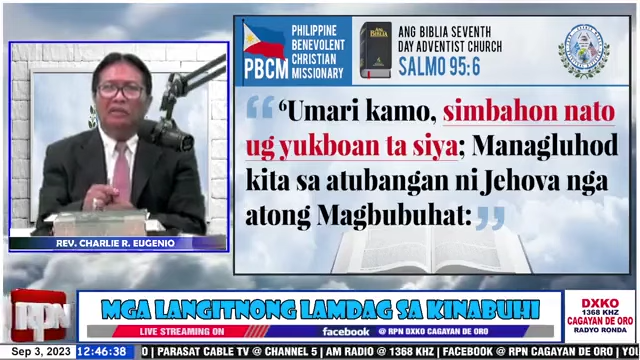 PHILIPPINE
BENEVOLENT
CHRISTIAN
MISSIONARY
PBCM
ANG BIBLIA SEVENTH
DAY ADVENTIST CHURCH
SALMO 95:6
“‘Umari kamo, simbahon nato
ug yukboan ta siya; Managluhod
kita sa atubangan ni Jehova nga
atong Magbubuhat:”
REV. CHARLIE R. EUGENIO
RPN
MGA LANGITNONG LAMDAG SA KINABUHI
LIVE STREAMING ON facebook @ RPN DXKO CAGAYAN DE ORO
DXKO
1368 KHZ
CAGAYAN DE ORO
RADYO RONDA
Sep 3, 2023 12:46:38 O | PARASAT CABLE TV @ CHANNEL 5 | AM RADIO @ 1368 KHZ | FACEBOOK @ RPN DXKO CAGAYAN DE ORO | YOU